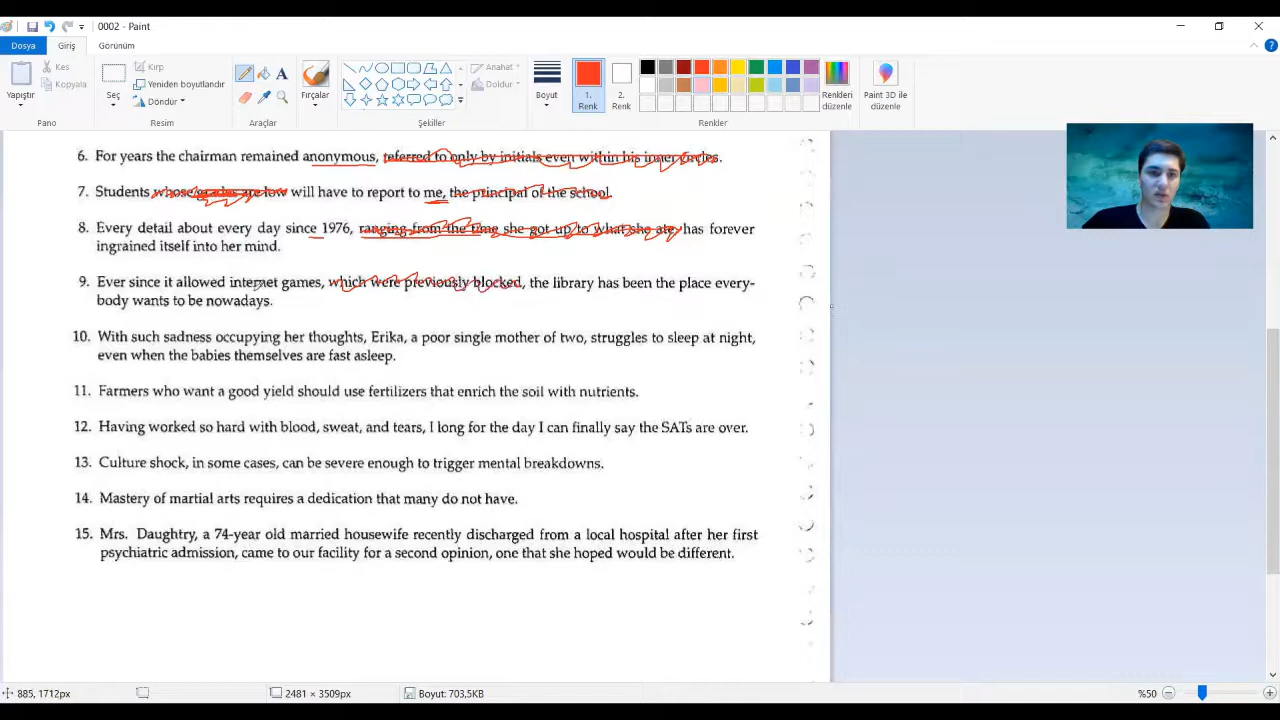 0002 - Paint
Dosya Giriş Görünüm
Yapıştır
Kes
Kopyala
Pano
Seç
Kırp
Yeniden boyutlandır
Döndür
Resim
Araçlar
Fırçalar
Anahat
Doldur
Şekiller
Boyut
1.
Renk
2.
Renk
Renkleri
düzenle
Renkler
Paint 3D ile
düzenle
6. For years the chairman remained anonymous, referred to only by initials even within his inner circles.
7. Students whose grades are low will have to report to me, the principal of the school.
8. Every detail about every day since 1976, ranging from the time she got up to what she ate, has forever
ingrained itself into her mind.
9. Ever since it allowed internet games, which were previously blocked, the library has been the place every-
body wants to be nowadays.
10. With such sadness occupying her thoughts, Erika, a poor single mother of two, struggles to sleep at night,
even when the babies themselves are fast asleep.
11. Farmers who want a good yield should use fertilizers that enrich the soil with nutrients.
12. Having worked so hard with blood, sweat, and tears, I long for the day I can finally say the SATs are over.
13. Culture shock, in some cases, can be severe enough to trigger mental breakdowns.
14. Mastery of martial arts requires a dedication that many do not have.
15. Mrs. Daughtry, a 74-year old married housewife recently discharged from a local hospital after her first
psychiatric admission, came to our facility for a second opinion, one that she hoped would be different.
885, 1712px
2481 × 3509px
Boyut: 703,5KB
%50